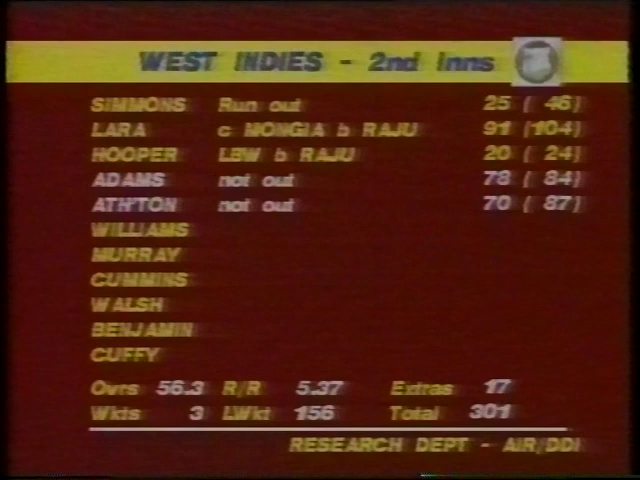 WEST INDIES - 2nd Inns
SIMMONS Run out 25 ( 46)
LARA c MONGIA b RAJU 91 (104)
HOOPER LBW b RAJU 20 ( 24)
ADAMS not out 78 ( 84)
ATH'TON not out 70 ( 87)
WILLIAMS
MURRAY
CUMMINS
WALSH
BENJAMIN
CUFFY
Ovrs 56.3 R/R 5.37 Extras 17
Wkts 3 LWkt 156 Total 301
RESEARCH DEPT - AIR/DDI